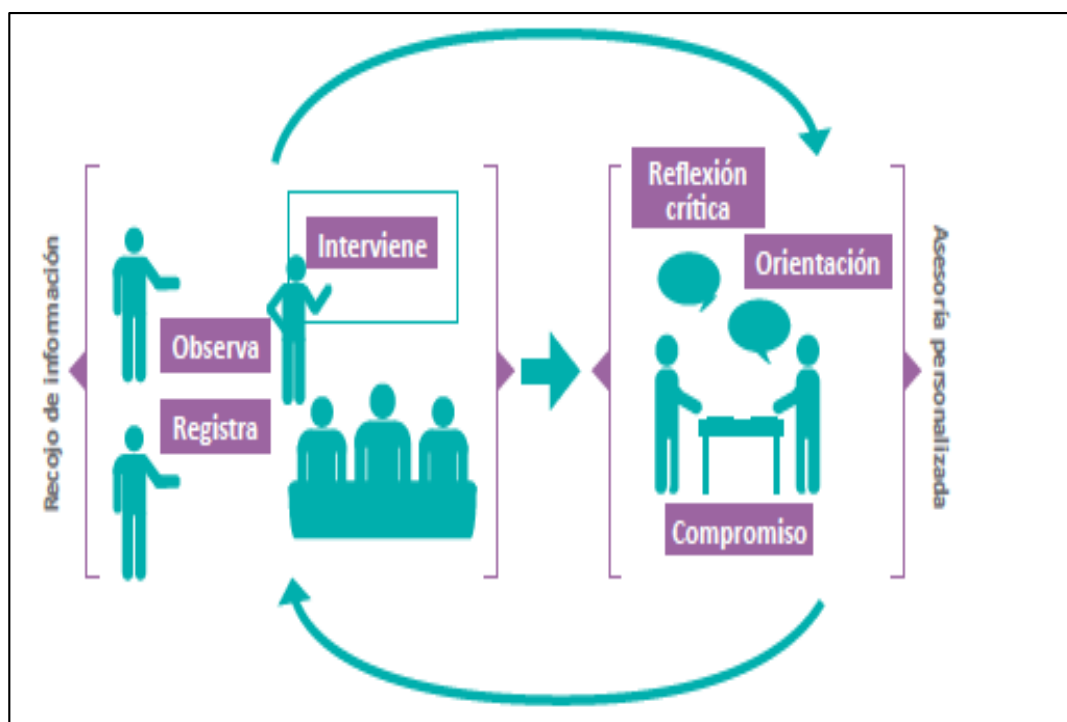 Recojo de información
Observa
Registra
Interviene
Reflexión
crítica
Orientación
Compromiso
Asesoría personalizada